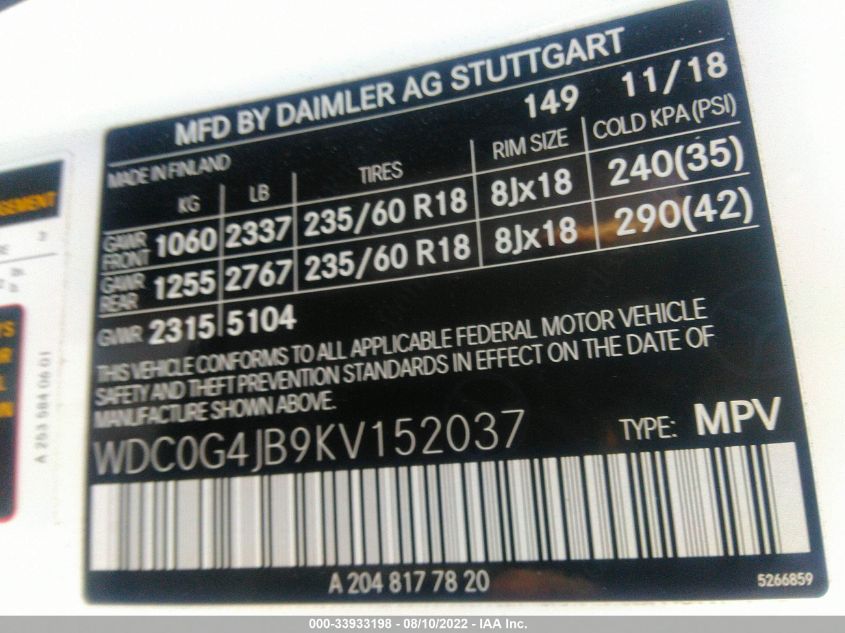 MFD BY DAIMLER AG STUTTGART
MADE IN FINLAND 149 11/18
KG LB TIRES RIM SIZE COLD KPA (PSI)
GAWR FRONT 1060 2337 235/60 R18 8Jx18 240(35)
GAWR REAR 1255 2767 235/60 R18 8Jx18 290(42)
GVWR 2315 5104
THIS VEHICLE CONFORMS TO ALL APPLICABLE FEDERAL MOTOR VEHICLE
SAFETY AND THEFT PREVENTION STANDARDS IN EFFECT ON THE DATE OF
MANUFACTURE SHOWN ABOVE.
WDC0G4JB9KV152037 TYPE: MPV
A 204 817 78 20 5266859
A 253 584 06 01
000-33933198 - 08/10/2022 - IAA Inc.